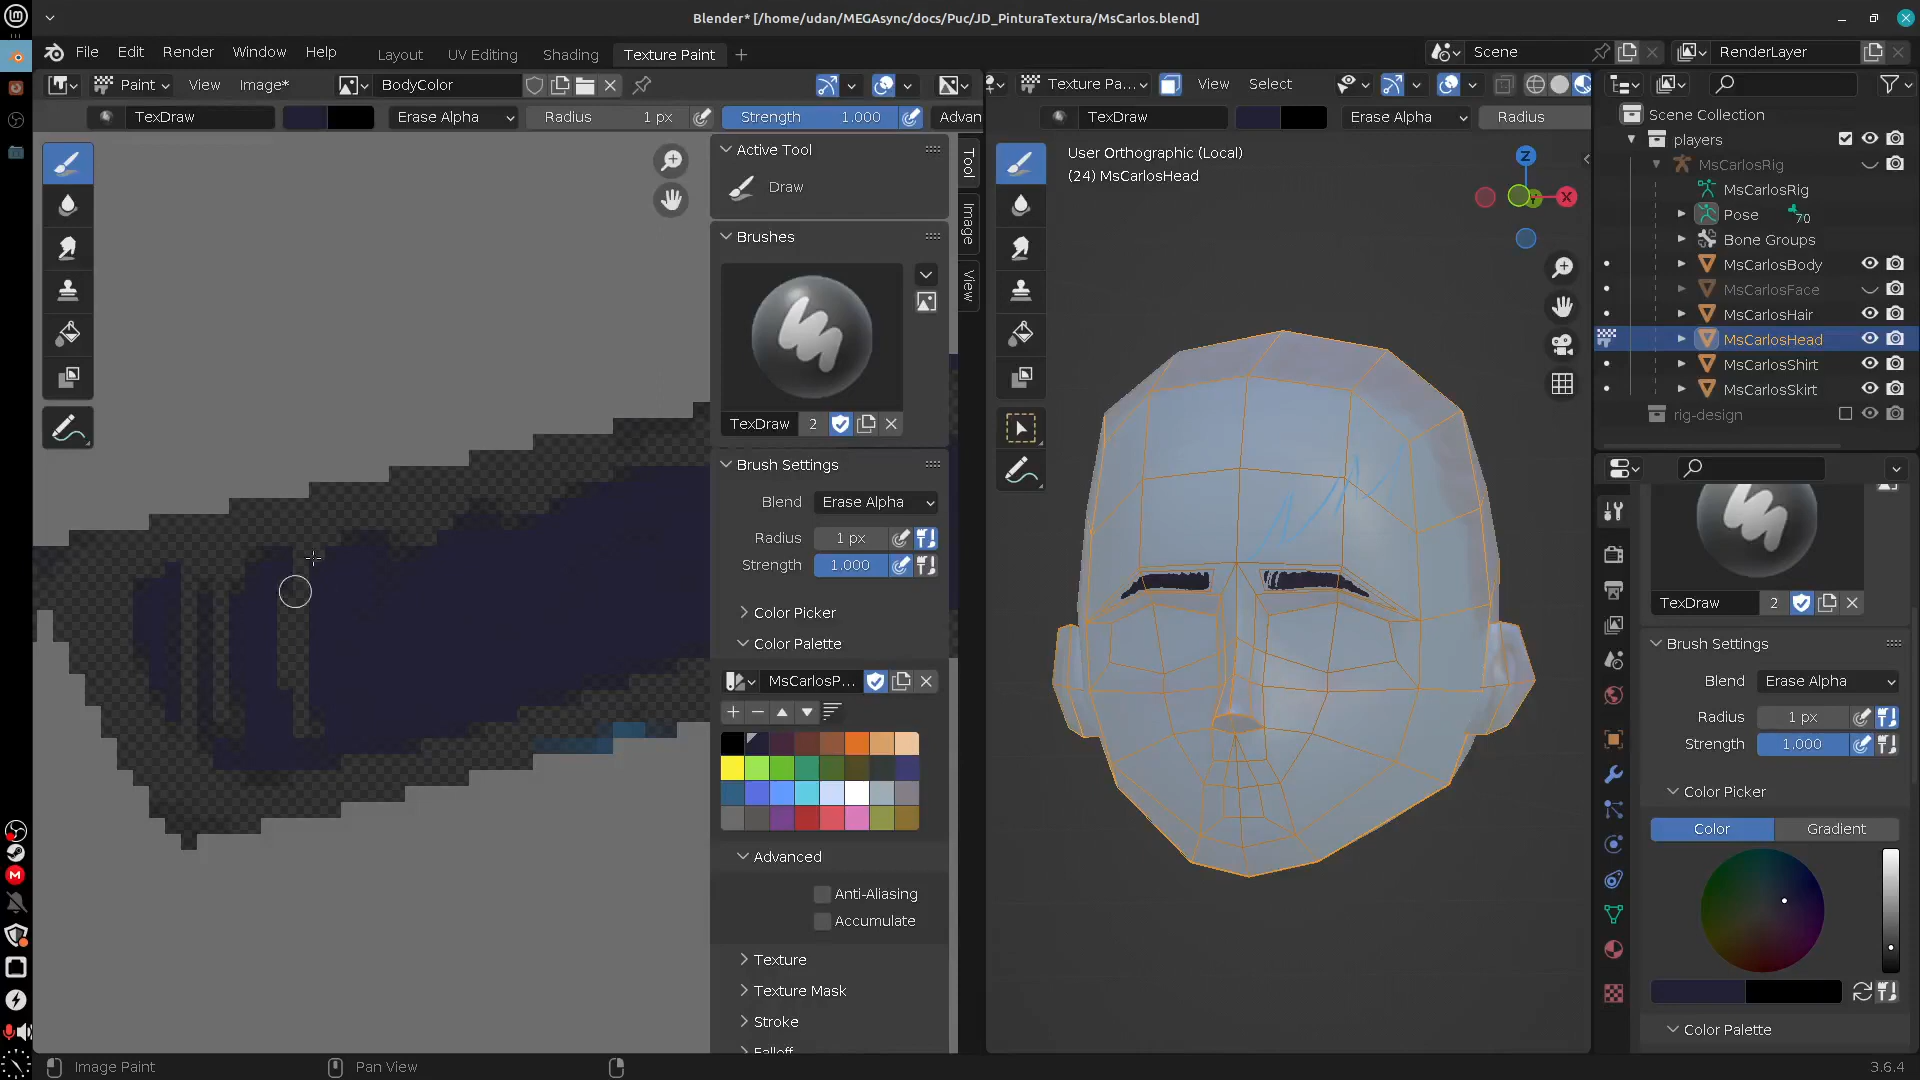 Blender* [/home/udan/MEGAsync/docs/Puc/JD_PinturaTextura/MsCarlos.blend]
File Edit Render Window Help Layout UV Editing Shading Texture Paint + Scene RenderLayer
Paint View Image* BodyColor Texture Pa... View Select
TexDraw Erase Alpha Radius 1 px Strength 1.000 Advan TexDraw Erase Alpha Radius
Active Tool
Draw
Brushes
TexDraw 2
Brush Settings
Blend Erase Alpha
Radius 1 px
Strength 1.000
Color Picker
Color Palette
MsCarlosP...
Advanced
Anti-Aliasing
Accumulate
Texture
Texture Mask
Stroke
Falloff
Tool
Image
View
User Orthographic (Local)
(24) MsCarlosHead
Z
X
Scene Collection
players
MsCarlosRig
MsCarlosRig
Pose 70
Bone Groups
MsCarlosBody
MsCarlosFace
MsCarlosHair
MsCarlosHead
MsCarlosShirt
MsCarlosSkirt
rig-design
TexDraw 2
Brush Settings
Blend Erase Alpha
Radius 1 px
Strength 1.000
Color Picker
Color Gradient
Color Palette
Image Paint Pan View 3.6.4